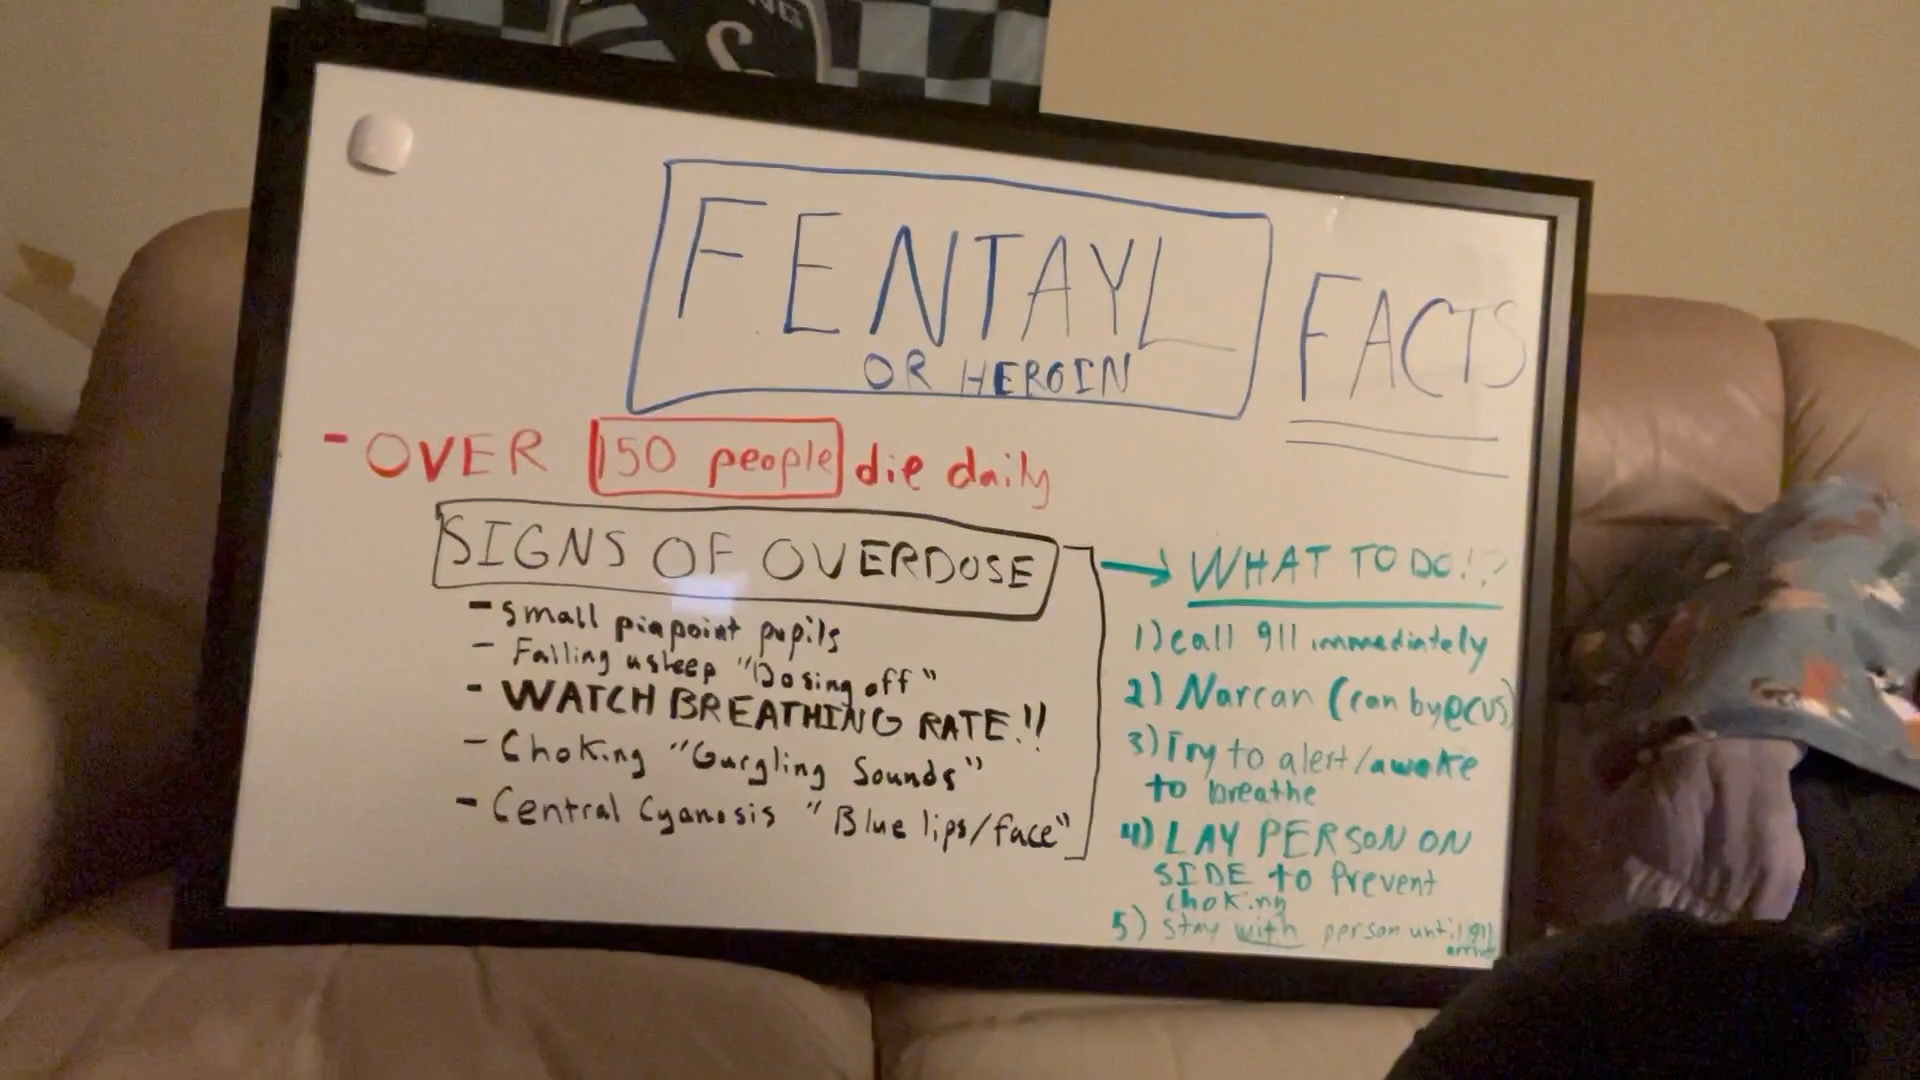 FENTAYL
OR HEROIN
FACTS
- OVER 150 people die daily
SIGNS OF OVERDOSE
- Small pinpoint pupils
- Falling asleep "Dosing off"
- WATCH BREATHING RATE!!
- Choking "Gurgling Sounds"
- Central Cyanosis "Blue lips/face"
→ WHAT TO DO!?
1) call 911 immediately
2) Narcan (can by@CVS)
3) Try to alert/awake
to breathe
4) LAY PERSON ON
SIDE to Prevent
choking
5) stay with person until 911